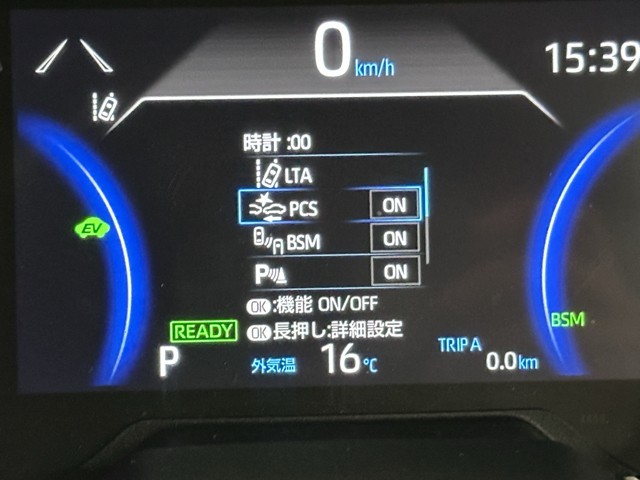 0 km/h
15:39
時計 :00
LTA
PCS ON
BSM ON
P ON
OK:機能 ON/OFF
OK長押し:詳細設定
EV
BSM
READY
P
外気温 16℃
TRIP A
0.0km